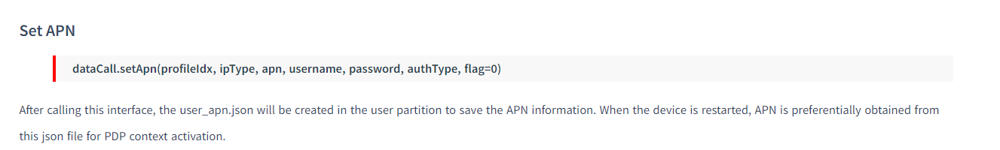 Set APN
dataCall.setApn(profileIdx, ipType, apn, username, password, authType, flag=0)
After calling this interface, the user_apn.json will be created in the user partition to save the APN information. When the device is restarted, APN is preferentially obtained from
this json file for PDP context activation.